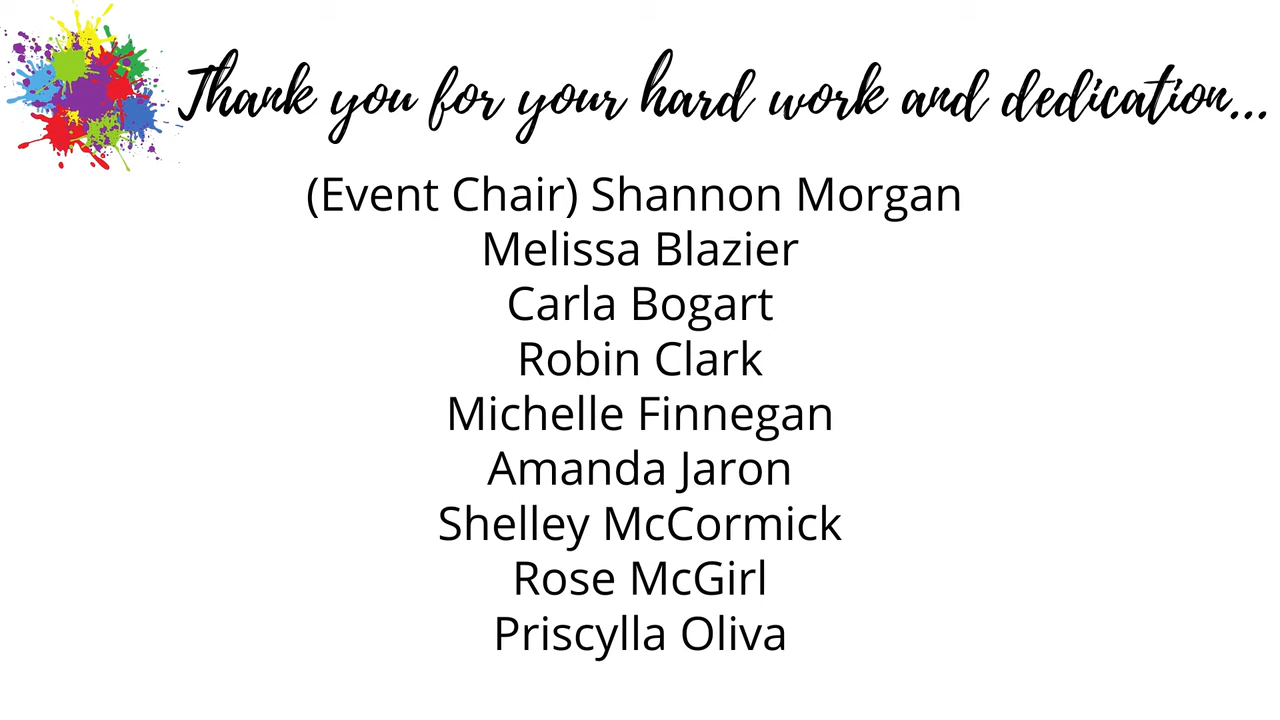 Thank you for your hard work and dedication...
(Event Chair) Shannon Morgan
Melissa Blazier
Carla Bogart
Robin Clark
Michelle Finnegan
Amanda Jaron
Shelley McCormick
Rose McGirl
Priscylla Oliva